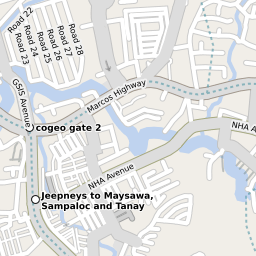 Road 22
Road 23
Road 24
Road 25
Road 26
Road 27
Road 28
GSIS Avenue
Marcos Highway
cogeo gate 2
NHA Av
NHA Avenue
Jeepneys to Maysawa,
Sampaloc and Tanay